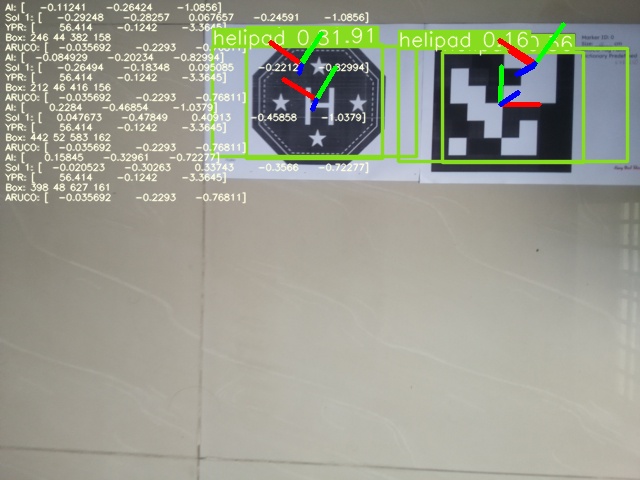 AI: [ -0.11241 -0.26424 -1.0856]
Sol 1: [ -0.29248 -0.28257 0.067657 -0.24591 -1.0856]
YPR: [ 56.414 -0.1242 -3.3645]
Box: 246 44 382 158
ARUCO: [ -0.035692 -0.2293 -0.76811]
AI: [ -0.084929 -0.20234 -0.82994]
Sol 1: [ -0.26494 -0.18348 0.095085 -0.2212 -0.82994]
YPR: [ 56.414 -0.1242 -3.3645]
Box: 212 46 416 156
ARUCO: [ -0.035692 -0.2293 -0.76811]
AI: [ 0.2284 -0.46854 -1.0379]
Sol 1: [ 0.047673 -0.47849 0.40913 -0.45858 -1.0379]
YPR: [ 56.414 -0.1242 -3.3645]
Box: 442 52 583 162
ARUCO: [ -0.035692 -0.2293 -0.76811]
AI: [ 0.15845 -0.32961 -0.72277]
Sol 1: [ -0.020523 -0.30263 0.33743 -0.3566 -0.72277]
YPR: [ 56.414 -0.1242 -3.3645]
Box: 398 48 627 161
ARUCO: [ -0.035692 -0.2293 -0.76811]
helipad
helipad 0.16
H
Marker ID: 0